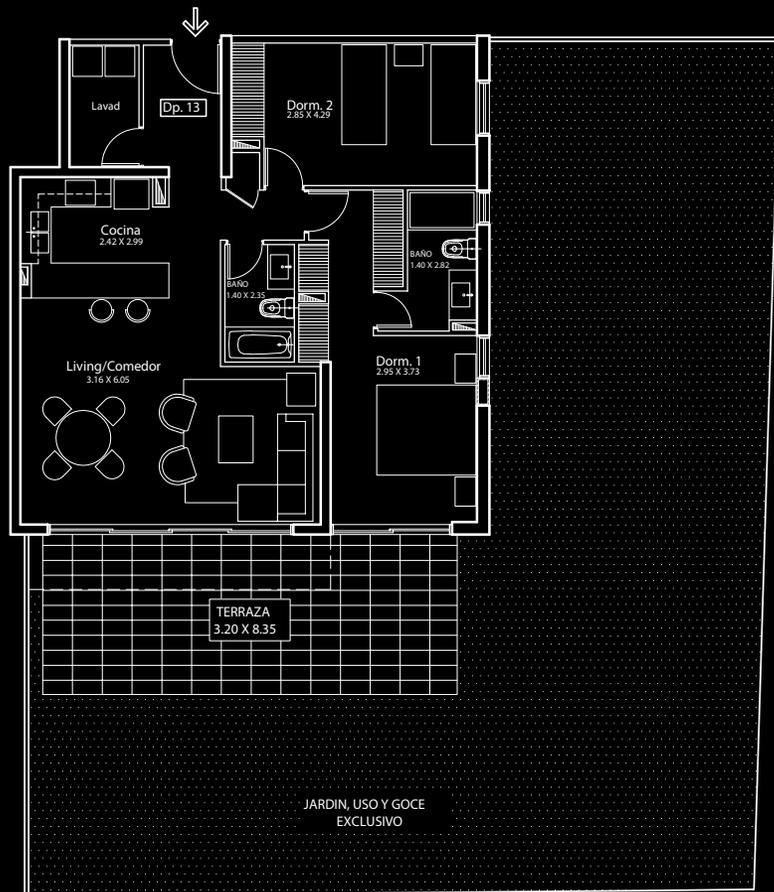 Lavad
Dp. 13
Dorm. 2
2.85 X 4.29
Cocina
2.42 X 2.99
BAÑO
1.40 X 2.82
BAÑO
1.40 X 2.35
Living/Comedor
3.16 X 6.05
Dorm. 1
2.95 X 3.73
TERRAZA
3.20 X 8.35
JARDIN, USO Y GOCE
EXCLUSIVO